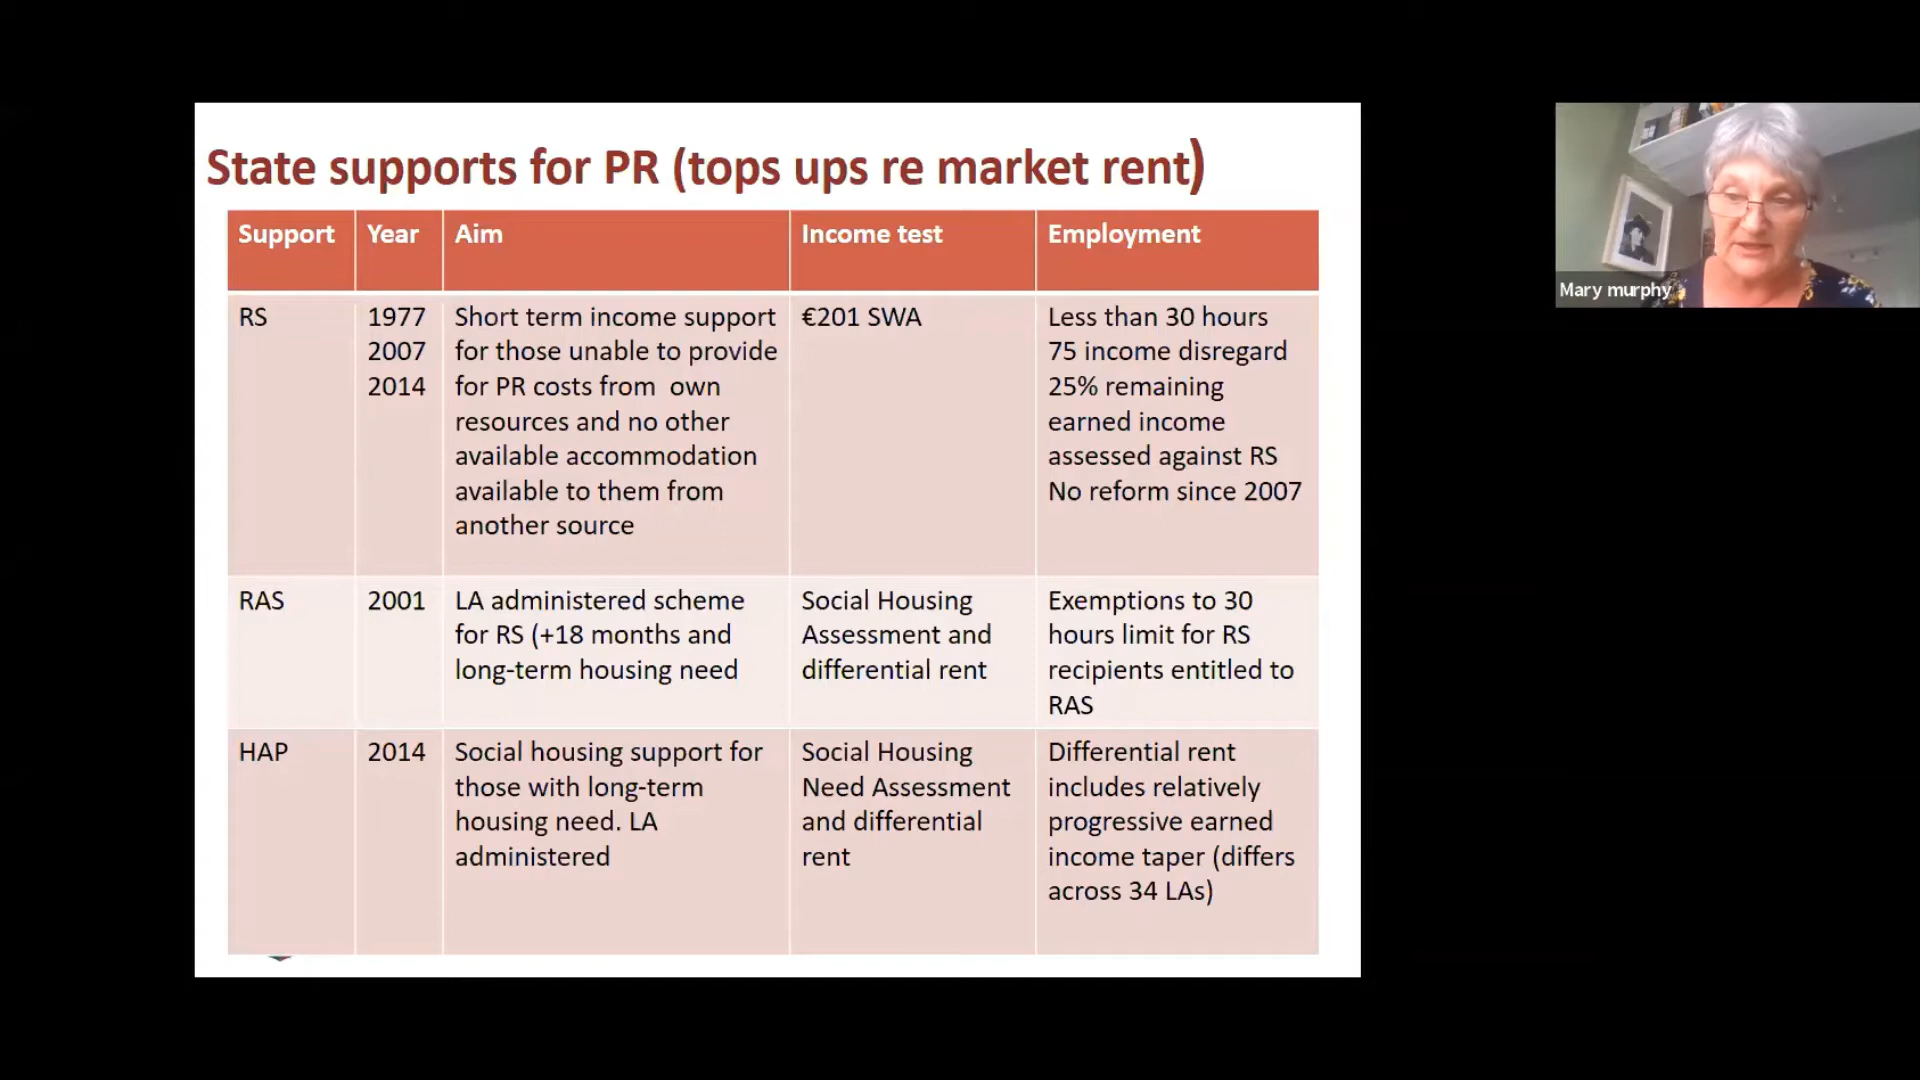 State supports for PR (tops ups re market rent)
Support Year Aim Income test Employment
RS
1977
2007
2014
Short term income support
for those unable to provide
for PR costs from own
resources and no other
available accommodation
available to them from
another source
€201 SWA
Less than 30 hours
75 income disregard
25% remaining
earned income
assessed against RS
No reform since 2007
RAS
2001
LA administered scheme
for RS (+18 months and
long-term housing need
Social Housing
Assessment and
differential rent
Exemptions to 30
hours limit for RS
recipients entitled to
RAS
HAP
2014
Social housing support for
those with long-term
housing need. LA
administered
Social Housing
Need Assessment
and differential
rent
Differential rent
includes relatively
progressive earned
income taper (differs
across 34 LAs)
Mary murphy